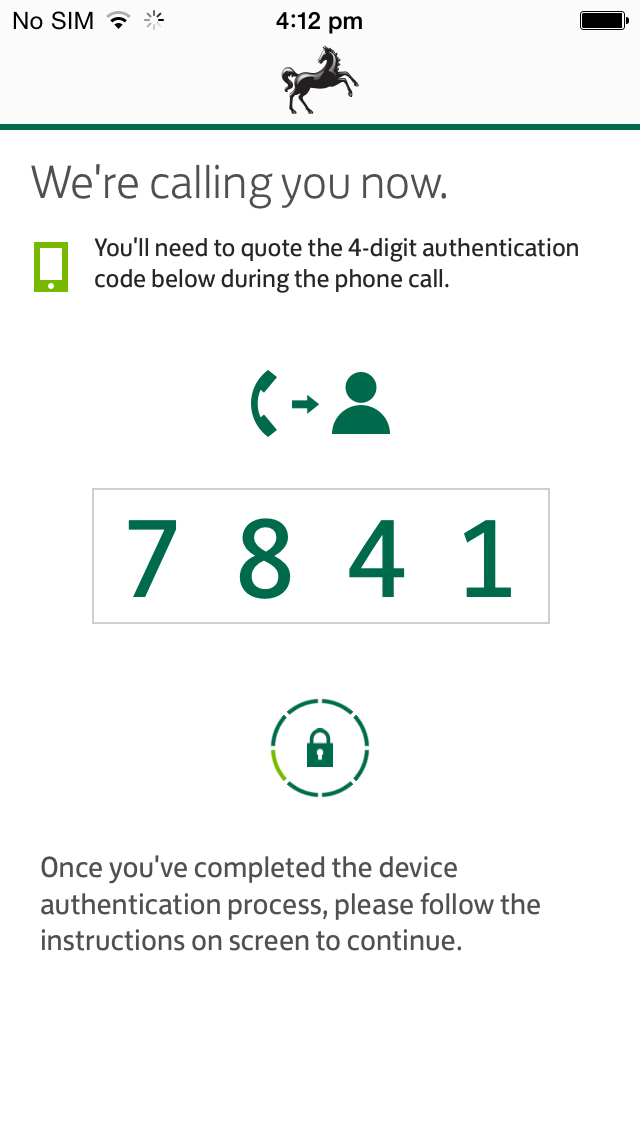 No SIM 4:12 pm
We're calling you now.
You'll need to quote the 4-digit authentication
code below during the phone call.
7 8 4 1
Once you've completed the device
authentication process, please follow the
instructions on screen to continue.